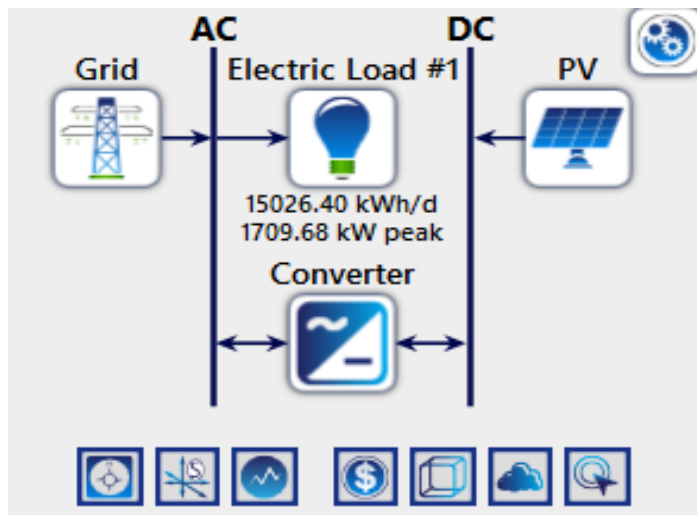 AC DC
Grid Electric Load #1 PV
15026.40 kWh/d
1709.68 kW peak
Converter
S
$